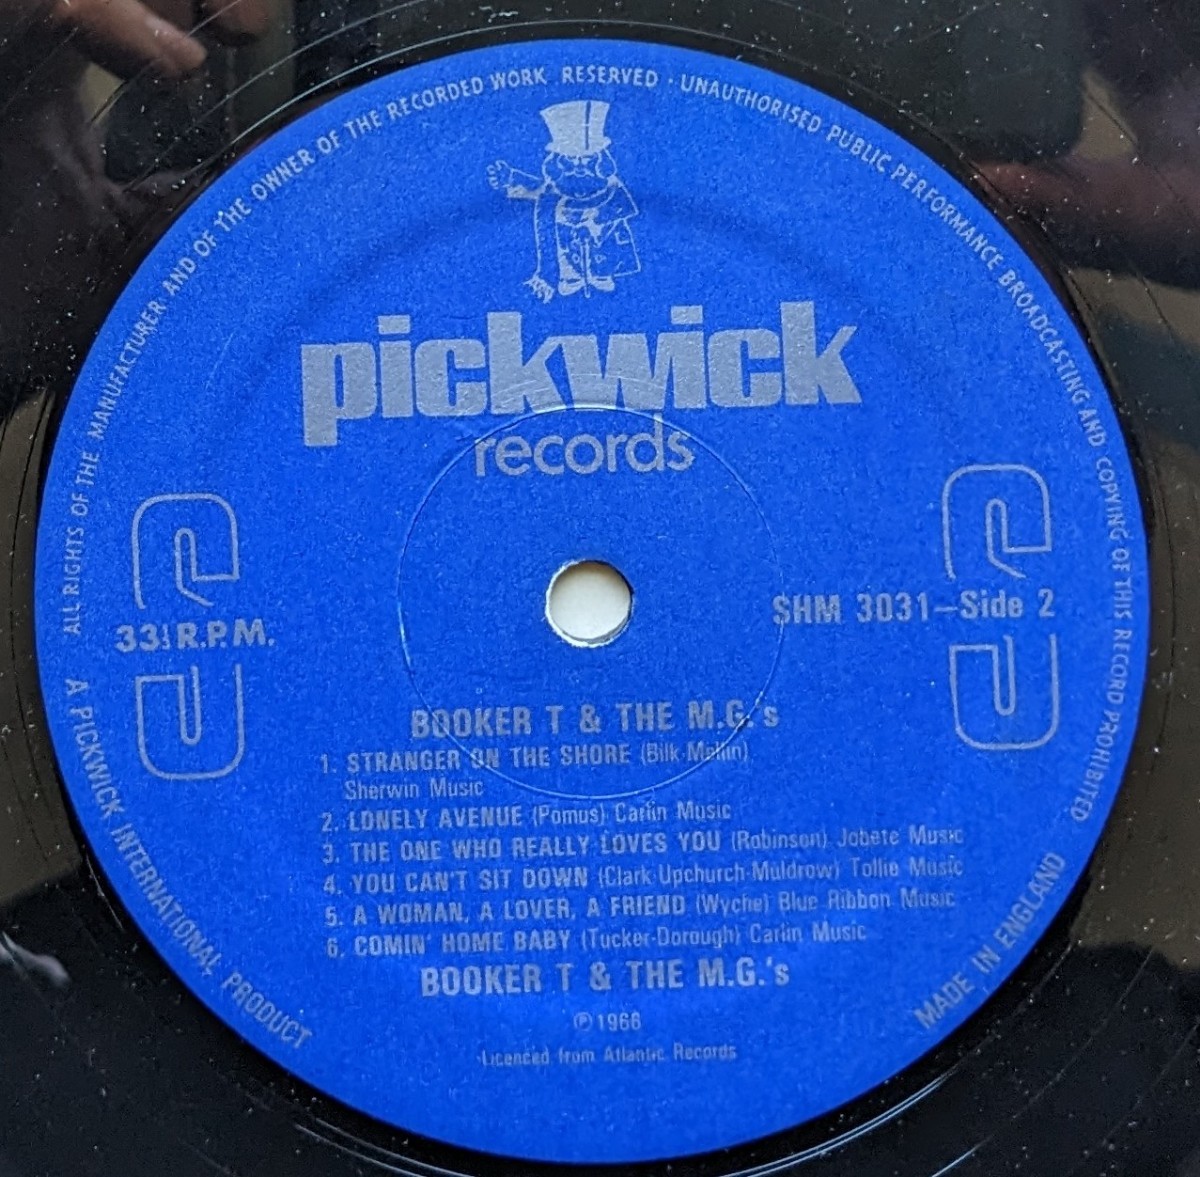 ALL RIGHTS OF THE MANUFACTURER AND OF THE OWNER OF THE RECORDED WORK RESERVED · UNAUTHORISED PUBLIC PERFORMANCE BROADCASTING AND COPYING OF THIS RECORD PROHIBITED
pickwick
records
33⅓ R.P.M.
SHM 3031–Side 2
BOOKER T & THE M.G.'s
1. STRANGER ON THE SHORE (Bilk-Mellin)
Sherwin Music
2. LONELY AVENUE (Pomus) Carlin Music
3. THE ONE WHO REALLY LOVES YOU (Robinson) Jobete Music
4. YOU CAN'T SIT DOWN (Clark-Upchurch-Muldrow) Tollie Music
5. A WOMAN, A LOVER, A FRIEND (Wyche) Blue Ribbon Music
6. COMIN' HOME BABY (Tucker-Dorough) Carlin Music
BOOKER T & THE M.G.'s
℗ 1966
Licenced from Atlantic Records
A PICKWICK INTERNATIONAL PRODUCT
MADE IN ENGLAND